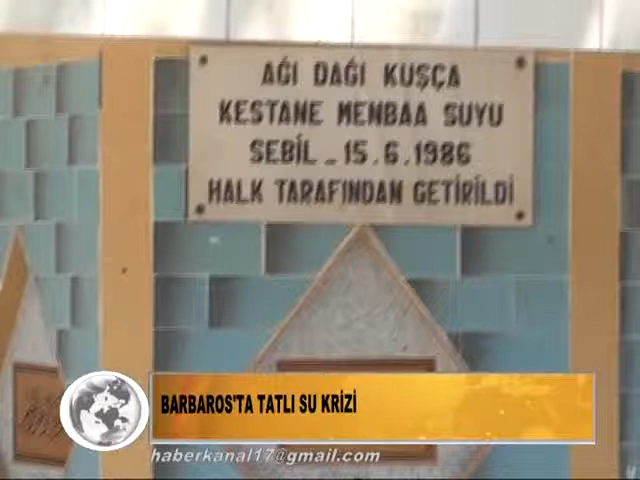 AĞI DAĞI KUŞÇA
KESTANE MENBAA SUYU
SEBİL - 15.6.1986
HALK TARAFINDAN GETİRİLDİ
BARBAROS'TA TATLI SU KRİZİ
haberkanal17@gmail.com